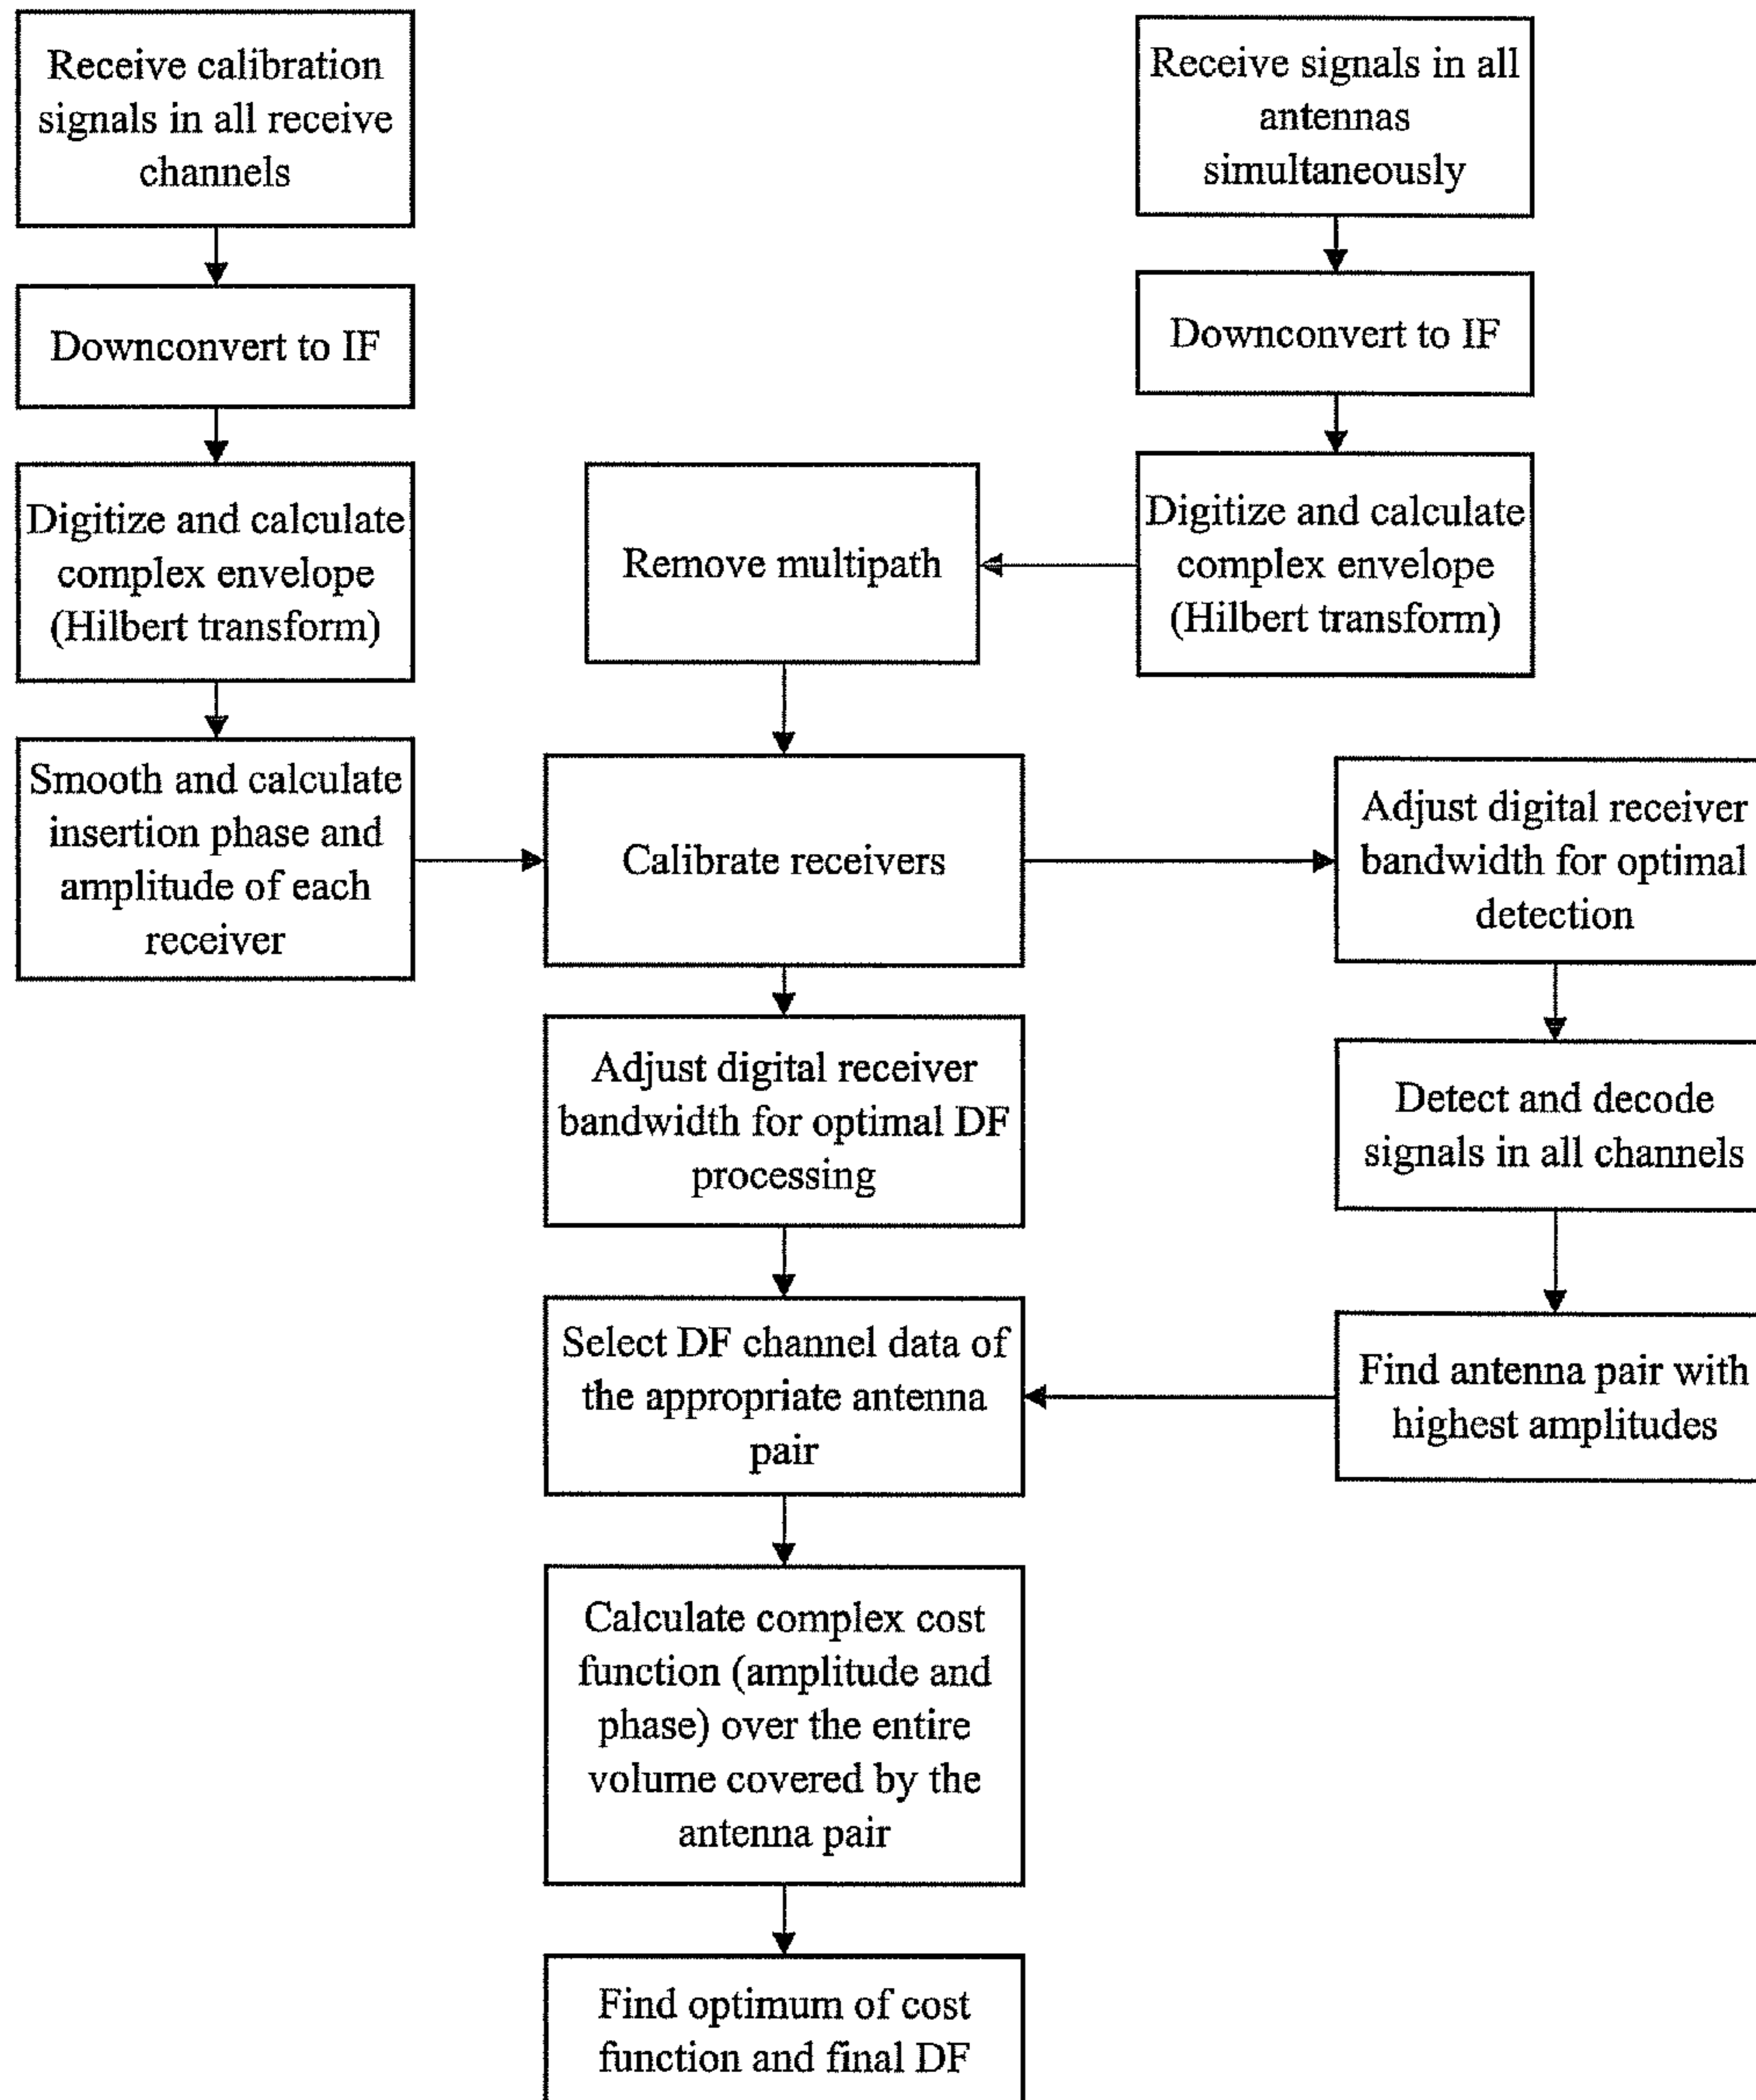 Receive calibration
signals in all receive
channels
Receive signals in all
antennas
simultaneously
Downconvert to IF
Downconvert to IF
Digitize and calculate
complex envelope
(Hilbert transform)
Remove multipath
Digitize and calculate
complex envelope
(Hilbert transform)
Smooth and calculate
insertion phase and
amplitude of each
receiver
Calibrate receivers
Adjust digital receiver
bandwidth for optimal
detection
Adjust digital receiver
bandwidth for optimal DF
processing
Detect and decode
signals in all channels
Select DF channel data of
the appropriate antenna
pair
Find antenna pair with
highest amplitudes
Calculate complex cost
function (amplitude and
phase) over the entire
volume covered by the
antenna pair
Find optimum of cost
function and final DF